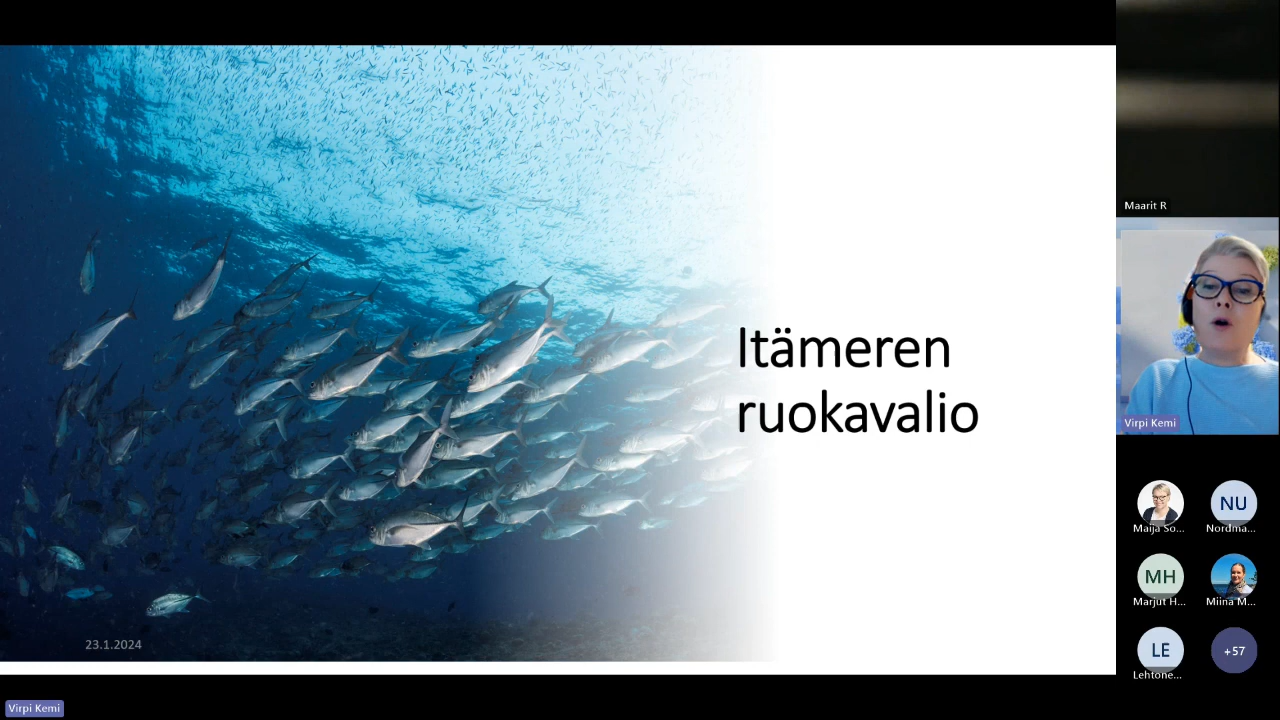 Itämeren
ruokavalio
23.1.2024
Virpi Kemi
Maarit R
Virpi Kemi
Maija So...
NU
Nordma...
MH
Marjut H...
Miina M...
LE
Lehtone...
+57